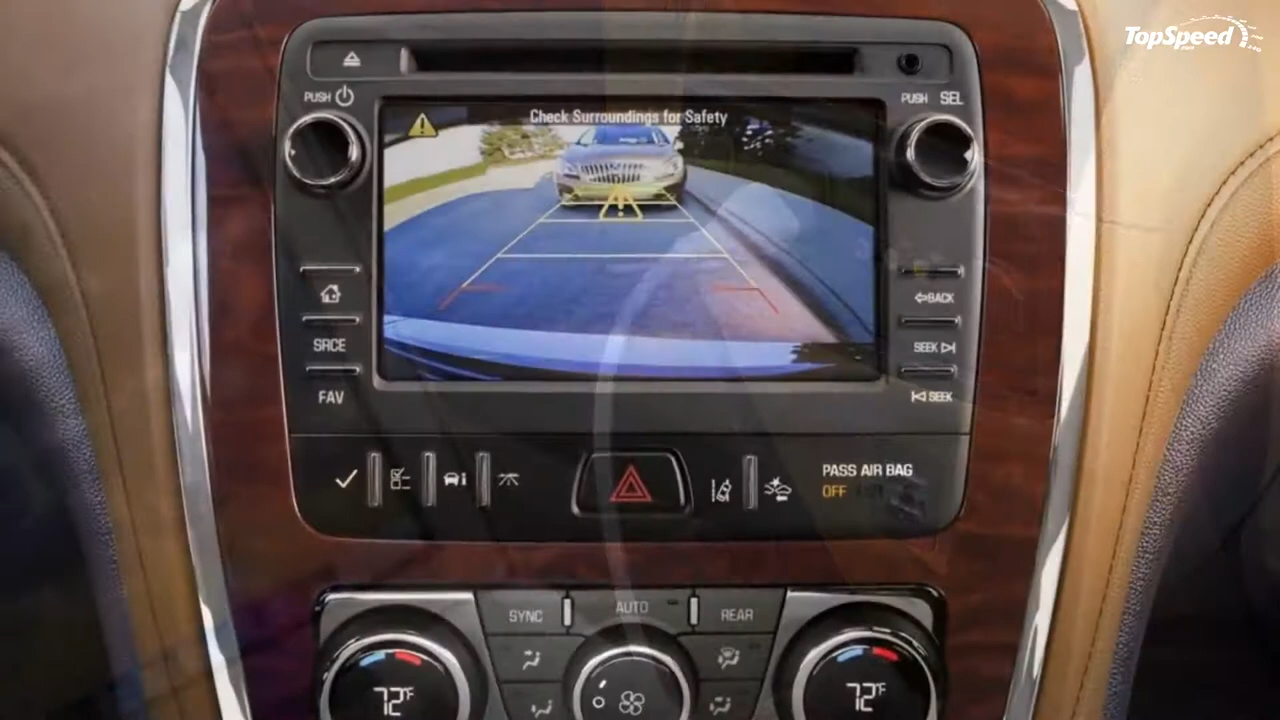 TopSpeed
.com
PUSH
PUSH SEL
Check Surroundings for Safety
BACK
SRCE
SEEK
FAV
SEEK
PASS AIR BAG
OFF
SYNC
AUTO
REAR
72°F
72°F